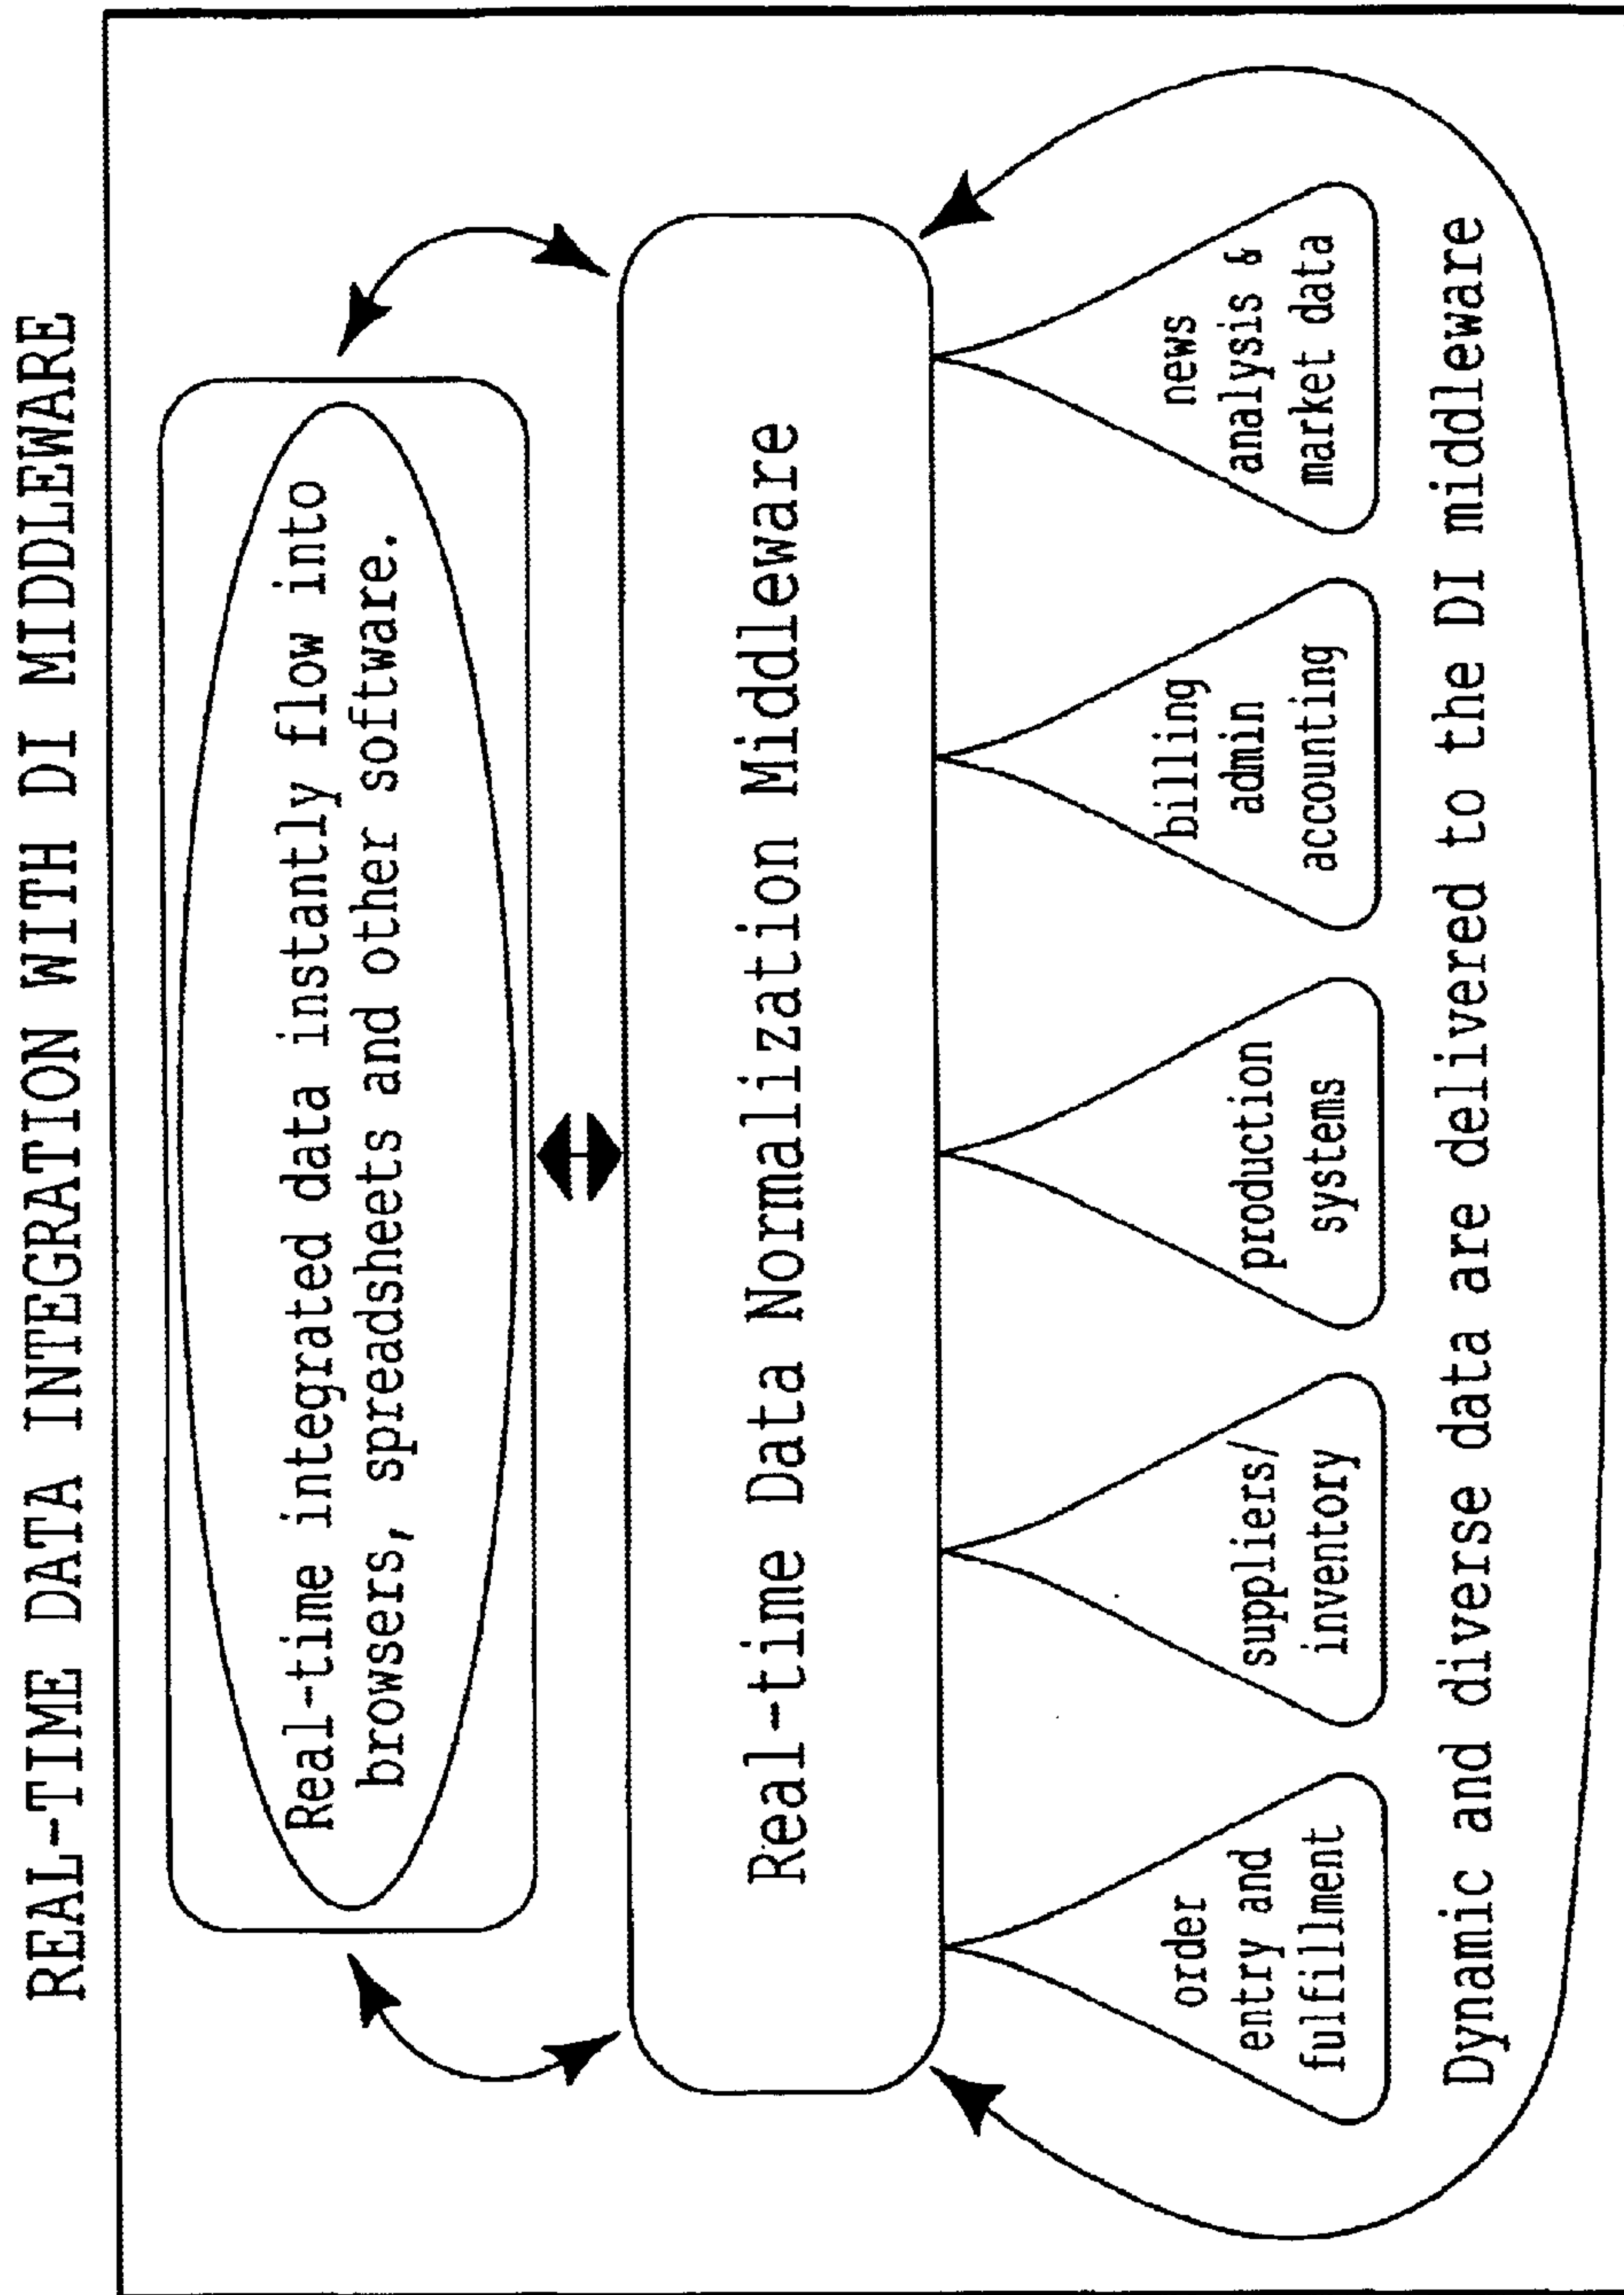 REAL-TIME DATA INTEGRATION WITH DI MIDDLEWARE
Real-time integrated data instantly flow into
browsers, spreadsheets and other software.
Real-time Data Normalization Middleware
order
entry and
fulfillment
suppliers/
inventory
production
systems
billing
admin
accounting
news
analysis &
market data
Dynamic and diverse data are delivered to the DI middleware